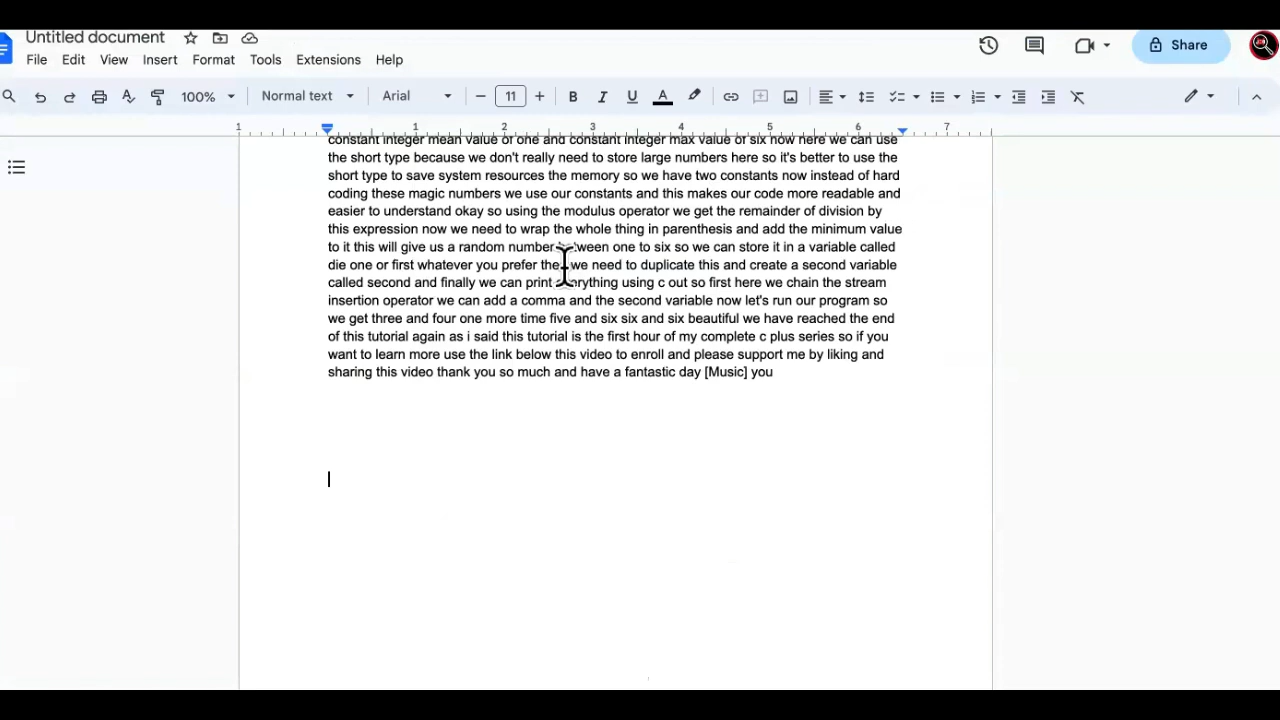 Untitled document
File Edit View Insert Format Tools Extensions Help
Share
100% Normal text Arial 11 B I U A
1 1 2 3 4 5 6 7
constant integer mean value of one and constant integer max value of six now here we can use
the short type because we don't really need to store large numbers here so it's better to use the
short type to save system resources the memory so we have two constants now instead of hard
coding these magic numbers we use our constants and this makes our code more readable and
easier to understand okay so using the modulus operator we get the remainder of division by
this expression now we need to wrap the whole thing in parenthesis and add the minimum value
to it this will give us a random number between one to six so we can store it in a variable called
die one or first whatever you prefer then we need to duplicate this and create a second variable
called second and finally we can print everything using c out so first here we chain the stream
insertion operator we can add a comma and the second variable now let's run our program so
we get three and four one more time five and six six and six beautiful we have reached the end
of this tutorial again as i said this tutorial is the first hour of my complete c plus series so if you
want to learn more use the link below this video to enroll and please support me by liking and
sharing this video thank you so much and have a fantastic day [Music] you